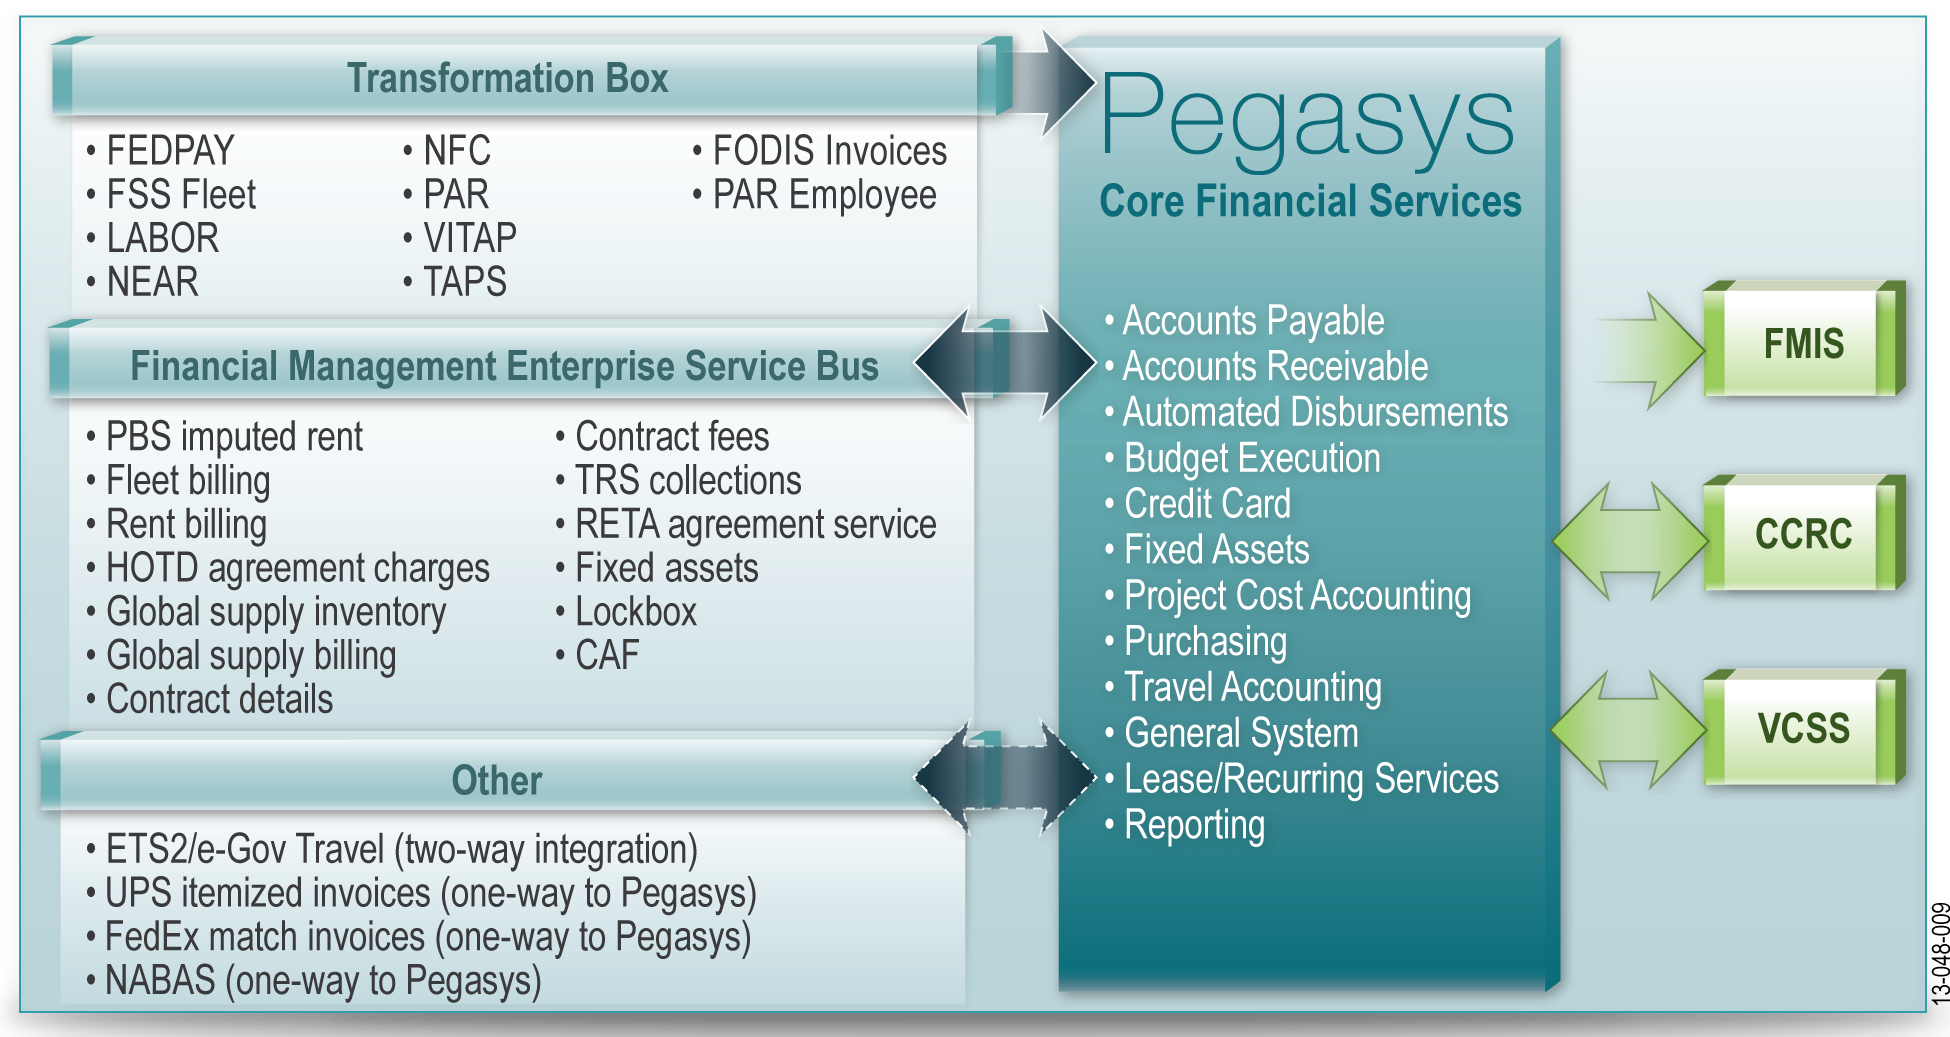 Transformation Box
• FEDPAY
• FSS Fleet
• LABOR
• NEAR
• NFC
• PAR
• VITAP
• TAPS
• FODIS Invoices
• PAR Employee
Financial Management Enterprise Service Bus
• PBS imputed rent
• Fleet billing
• Rent billing
• HOTD agreement charges
• Global supply inventory
• Global supply billing
• Contract details
• Contract fees
• TRS collections
• RETA agreement service
• Fixed assets
• Lockbox
• CAF
Other
• ETS2/e-Gov Travel (two-way integration)
• UPS itemized invoices (one-way to Pegasys)
• FedEx match invoices (one-way to Pegasys)
• NABAS (one-way to Pegasys)
Pegasys
Core Financial Services
• Accounts Payable
• Accounts Receivable
• Automated Disbursements
• Budget Execution
• Credit Card
• Fixed Assets
• Project Cost Accounting
• Purchasing
• Travel Accounting
• General System
• Lease/Recurring Services
• Reporting
FMIS
CCRC
VCSS
13-048-009